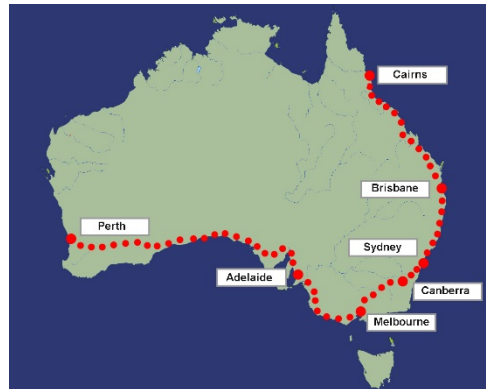 Cairns
Brisbane
Perth
Sydney
Adelaide
Canberra
Melbourne